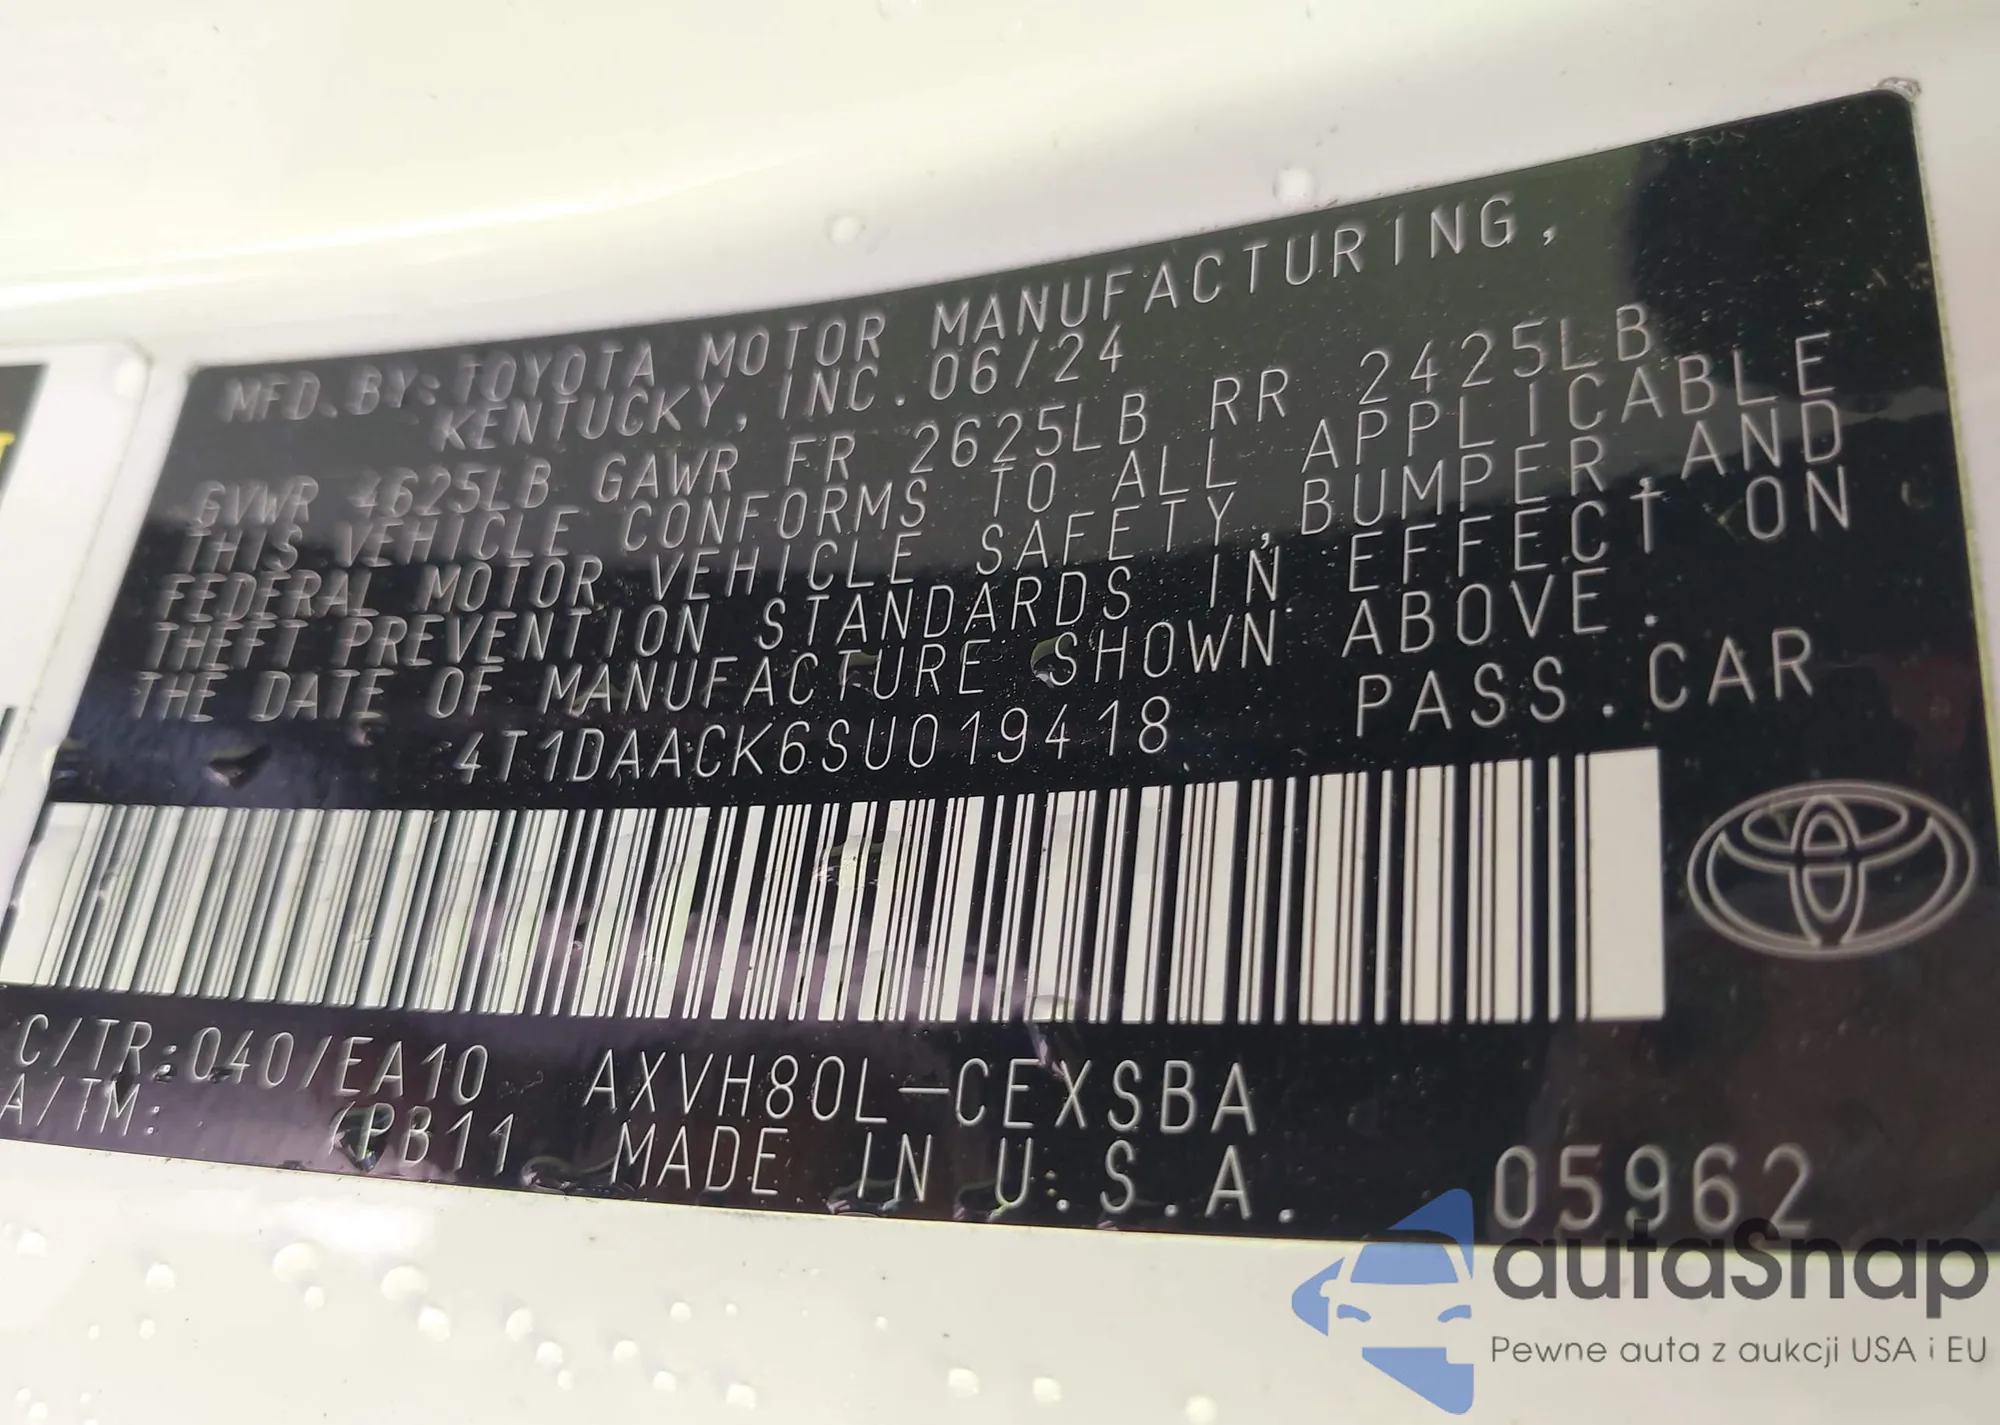 MFD.BY:TOYOTA MOTOR MANUFACTURING,
KENTUCKY, INC. 06/24
GVWR 4625LB GAWR FR 2625LB RR 2425LB
THIS VEHICLE CONFORMS TO ALL APPLICABLE
FEDERAL MOTOR VEHICLE SAFETY,BUMPER,AND
THEFT PREVENTION STANDARDS IN EFFECT ON
THE DATE OF MANUFACTURE SHOWN ABOVE.
4T1DAACK6SU019418 PASS.CAR
C/TR:040/EA10 AXVH80L-CEXSBA
A/TM: /PB11 MADE IN U.S.A. 05962
autaSnap
Pewne auta z aukcji USA i EU